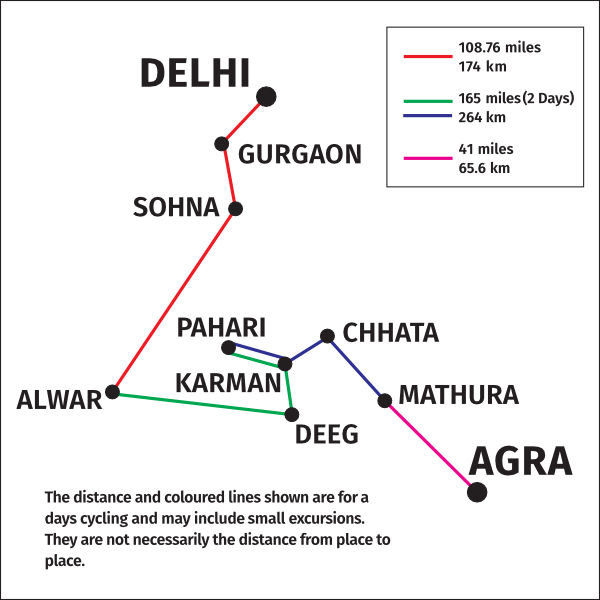 DELHI
108.76 miles
174 km
165 miles(2 Days)
264 km
41 miles
65.6 km
GURGAON
SOHNA
PAHARI
CHHATA
KARMAN
ALWAR
MATHURA
DEEG
AGRA
The distance and coloured lines shown are for a
days cycling and may include small excursions.
They are not necessarily the distance from place to
place.